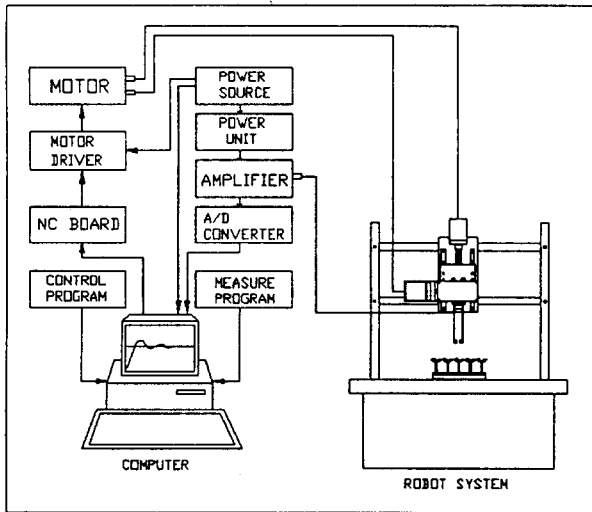 MOTOR
POWER
SOURCE
MOTOR
DRIVER
POWER
UNIT
AMPLIFIER
NC BOARD
A/D
CONVERTER
CONTROL
PROGRAM
MEASURE
PROGRAM
COMPUTER
ROBOT SYSTEM